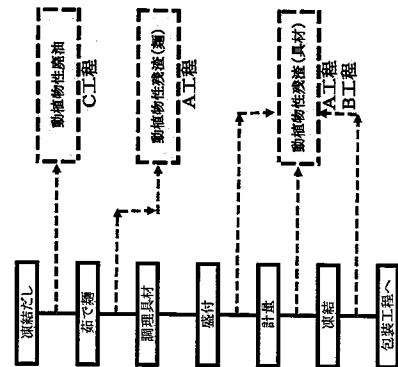 凍結だし
茹で麺
調理具材
盛付
計量
凍結
包装工程へ
動植物性廃油
C工程
動植物性残渣(麺)
A工程
動植物性残渣(具材)
A工程
B工程